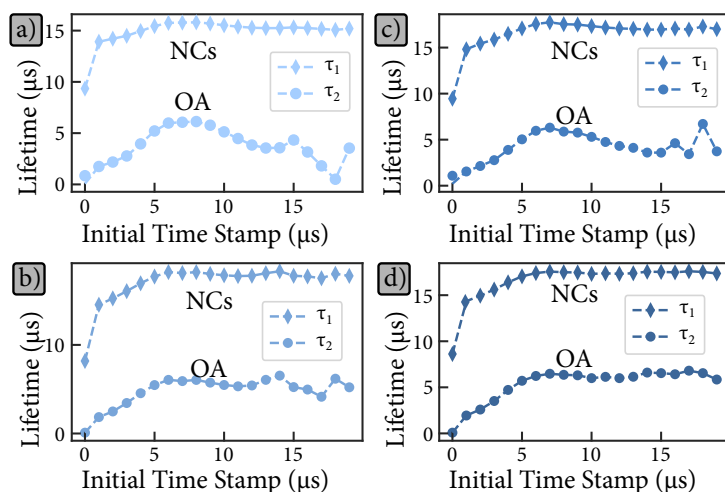 a)
Lifetime (μs)
15
10
5
0
NCs
OA
τ1
τ2
0 5 10 15
Initial Time Stamp (μs)
c)
Lifetime (μs)
15
10
5
0
NCs
OA
τ1
τ2
0 5 10 15
Initial Time Stamp (μs)
b)
Lifetime (μs)
10
0
NCs
OA
τ1
τ2
0 5 10 15
Initial Time Stamp (μs)
d)
Lifetime (μs)
15
10
5
0
NCs
OA
τ1
τ2
0 5 10 15
Initial Time Stamp (μs)